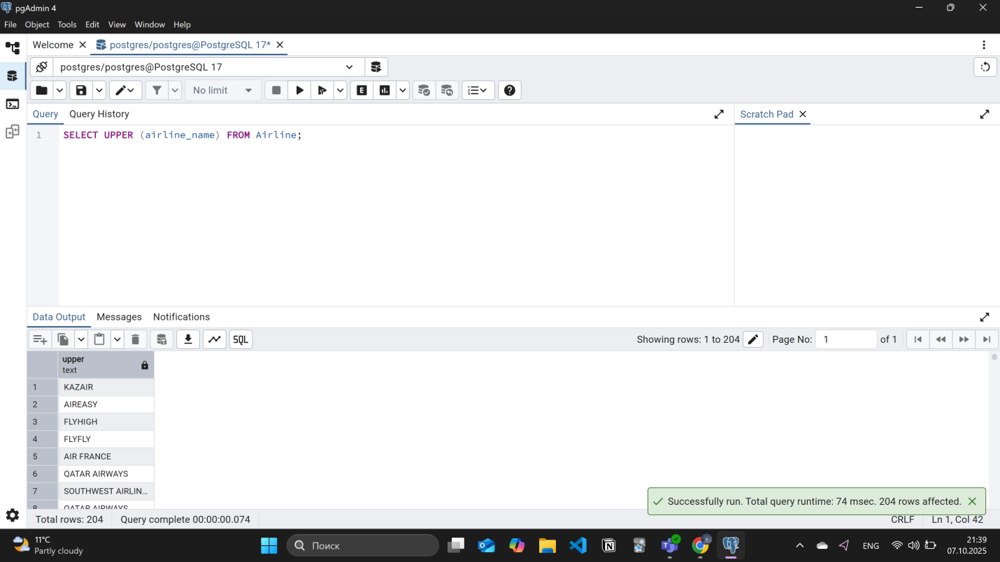 pgAdmin 4
File Object Tools Edit View Window Help
Welcome postgres/postgres@PostgreSQL 17*
postgres/postgres@PostgreSQL 17
No limit E
Query Query History Scratch Pad
1 SELECT UPPER (airline_name) FROM Airline;
Data Output Messages Notifications
SQL Showing rows: 1 to 204 Page No: 1 of 1
upper
text
1 KAZAIR
2 AIREASY
3 FLYHIGH
4 FLYFLY
5 AIR FRANCE
6 QATAR AIRWAYS
7 SOUTHWEST AIRLIN...
8 QATAR AIRWAYS
Successfully run. Total query runtime: 74 msec. 204 rows affected.
Total rows: 204 Query complete 00:00:00.074 CRLF Ln 1, Col 42
11°C
Partly cloudy
Поиск
ENG
21:39
07.10.2025